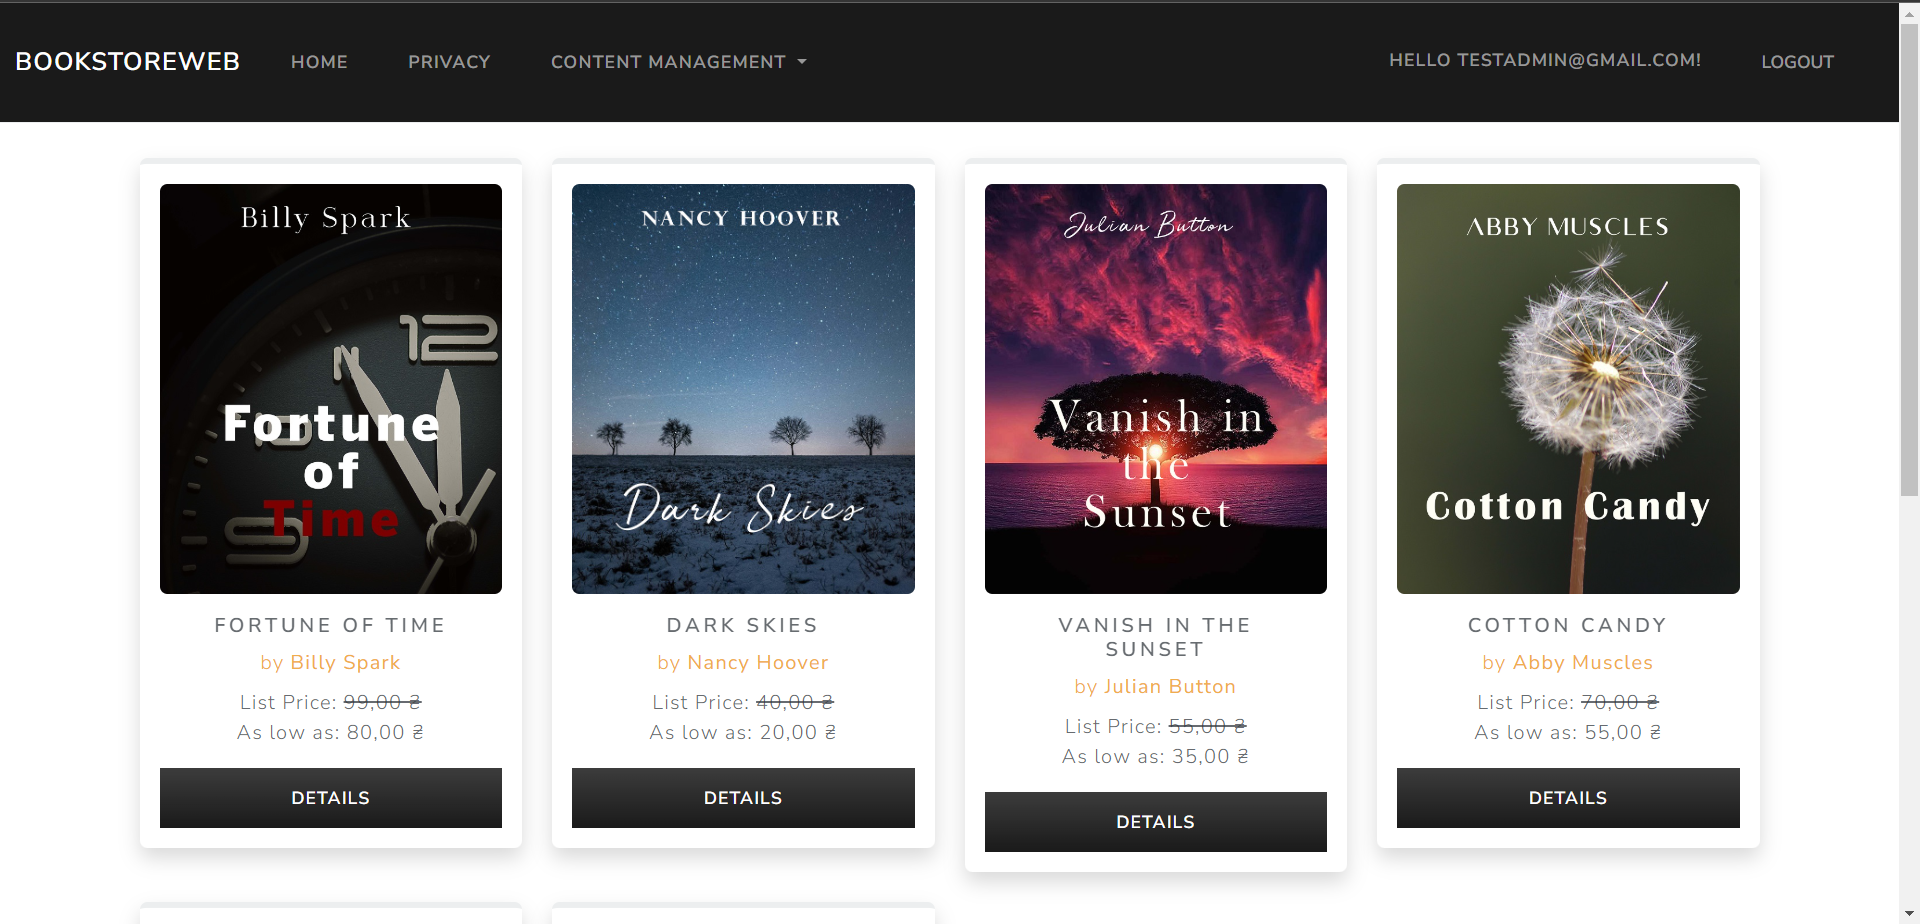 BOOKSTOREWEB HOME PRIVACY CONTENT MANAGEMENT HELLO TESTADMIN@GMAIL.COM! LOGOUT
Billy Spark
12
Fortune
of
Time
FORTUNE OF TIME
by Billy Spark
List Price: 99,00 ₴
As low as: 80,00 ₴
DETAILS
NANCY HOOVER
Dark Skies
DARK SKIES
by Nancy Hoover
List Price: 40,00 ₴
As low as: 20,00 ₴
DETAILS
Julian Button
Vanish in
the
Sunset
VANISH IN THE
SUNSET
by Julian Button
List Price: 55,00 ₴
As low as: 35,00 ₴
DETAILS
ABBY MUSCLES
Cotton Candy
COTTON CANDY
by Abby Muscles
List Price: 70,00 ₴
As low as: 55,00 ₴
DETAILS